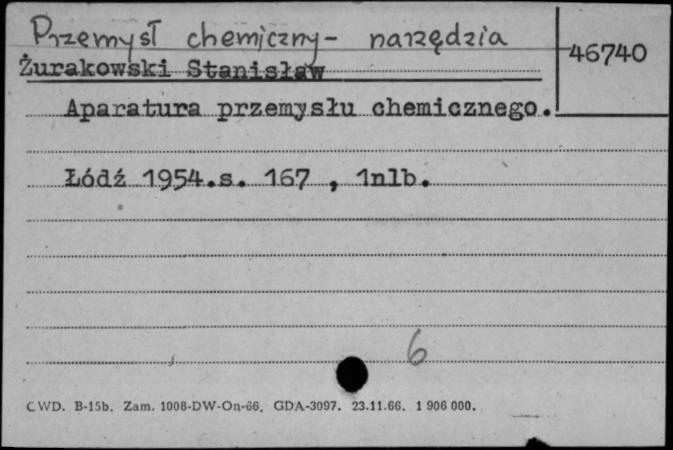 Przemysł chemiczny - narzędzia
46740
Żurakowski Stanisław
Aparatura przemysłu chemicznego.
Łódź 1954.s. 167 , 1nlb.
6
CWD. B-15b. Zam. 1008-DW-On-66. GDA-3097. 23.11.66. 1 906 000.